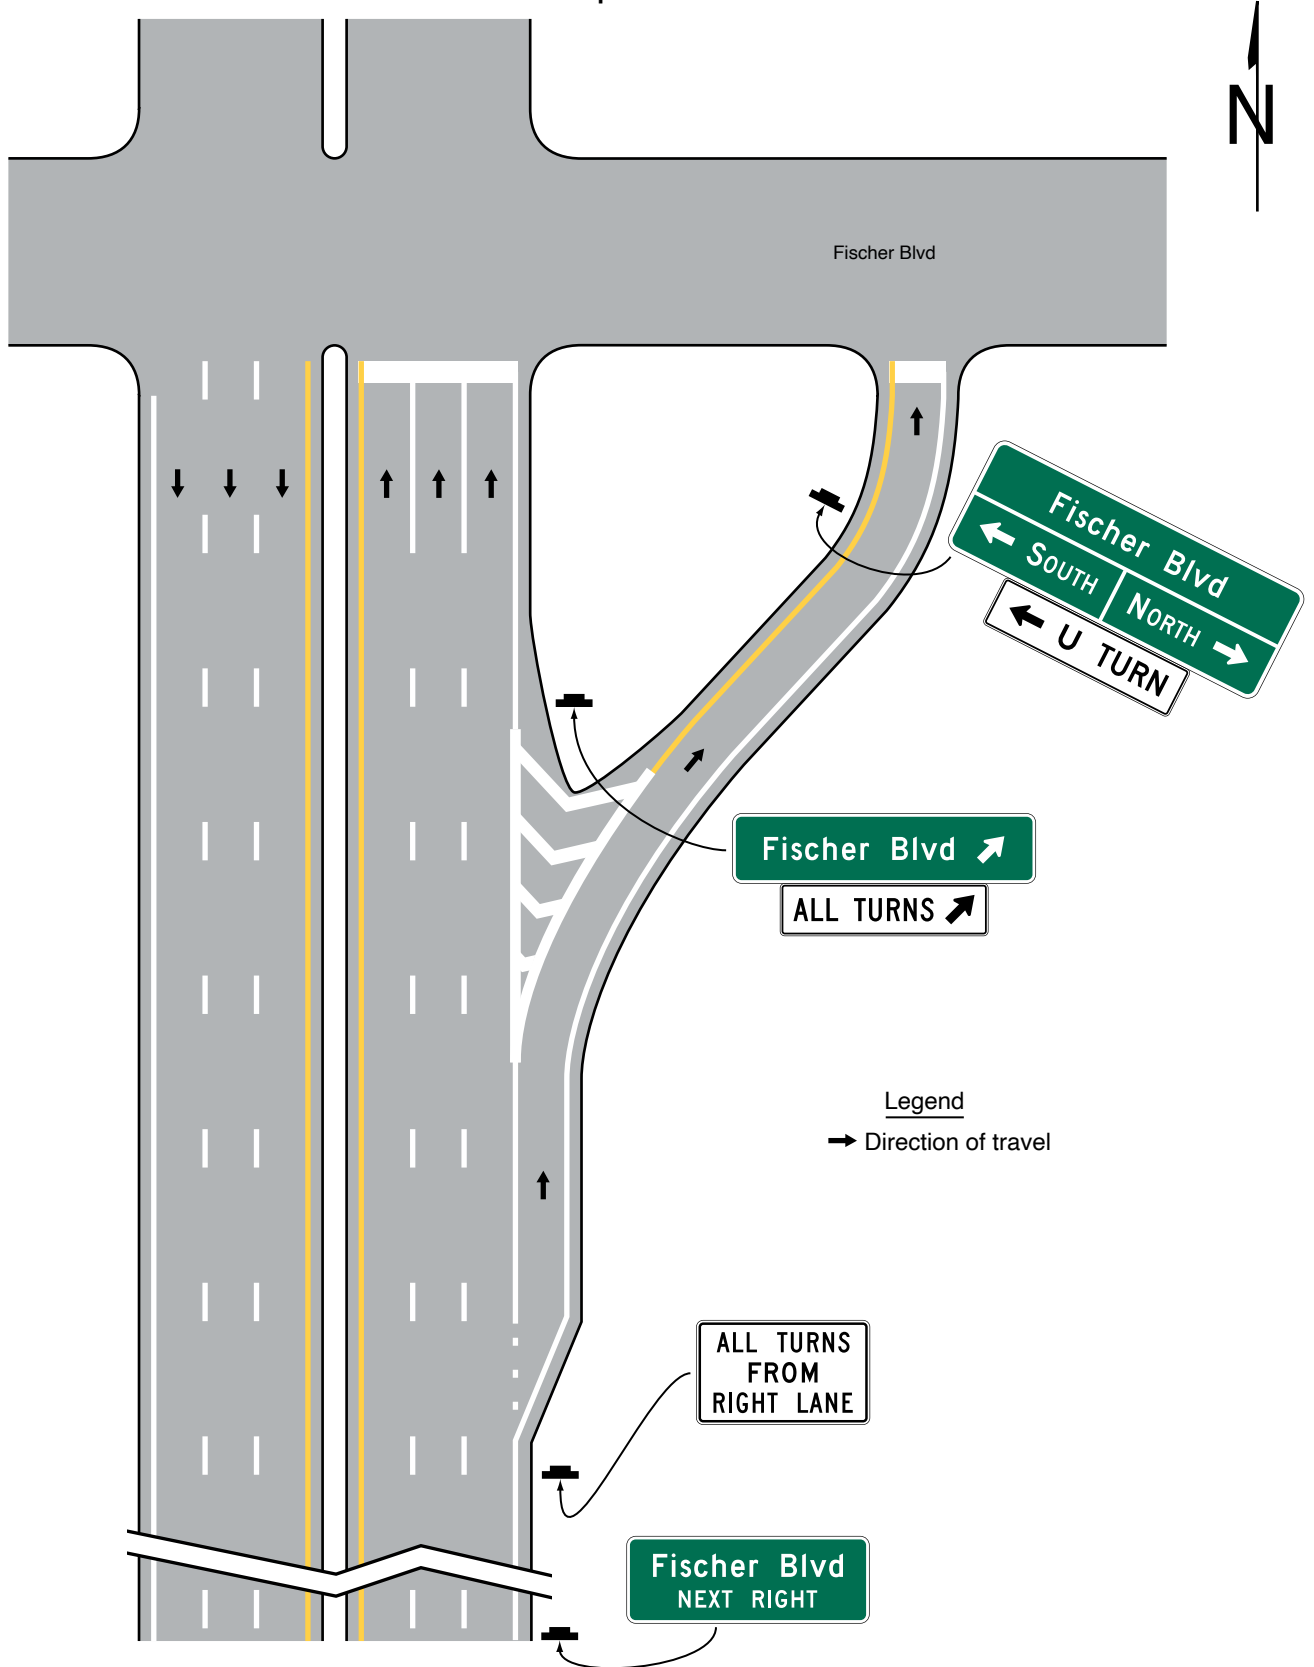 N
Fischer Blvd
Fischer Blvd
SOUTH
NORTH
U TURN
Fischer Blvd
ALL TURNS
Legend
Direction of travel
ALL TURNS
FROM
RIGHT LANE
Fischer Blvd
NEXT RIGHT